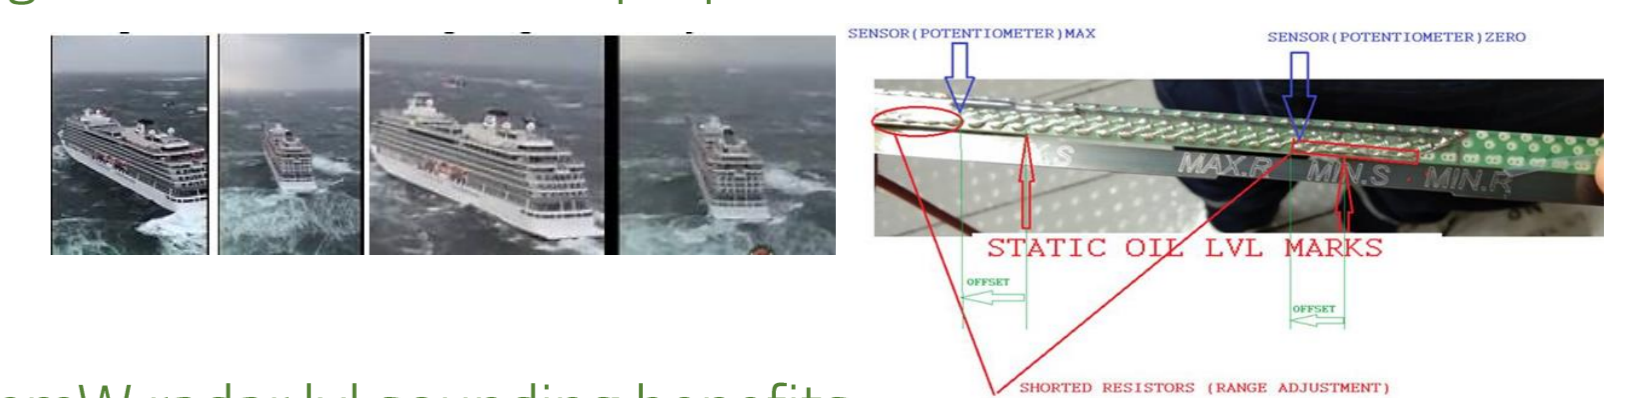 SENSOR(POTENTIOMETER)MAX
SENSOR(POTENTIOMETER)ZERO
MAX.R
MIN.S
MIN.R
STATIC OIL LVL MARKS
OFFSET
OFFSET
SHORTED RESISTORS (RANGE ADJUSTMENT)
radar lvl sounding benefits